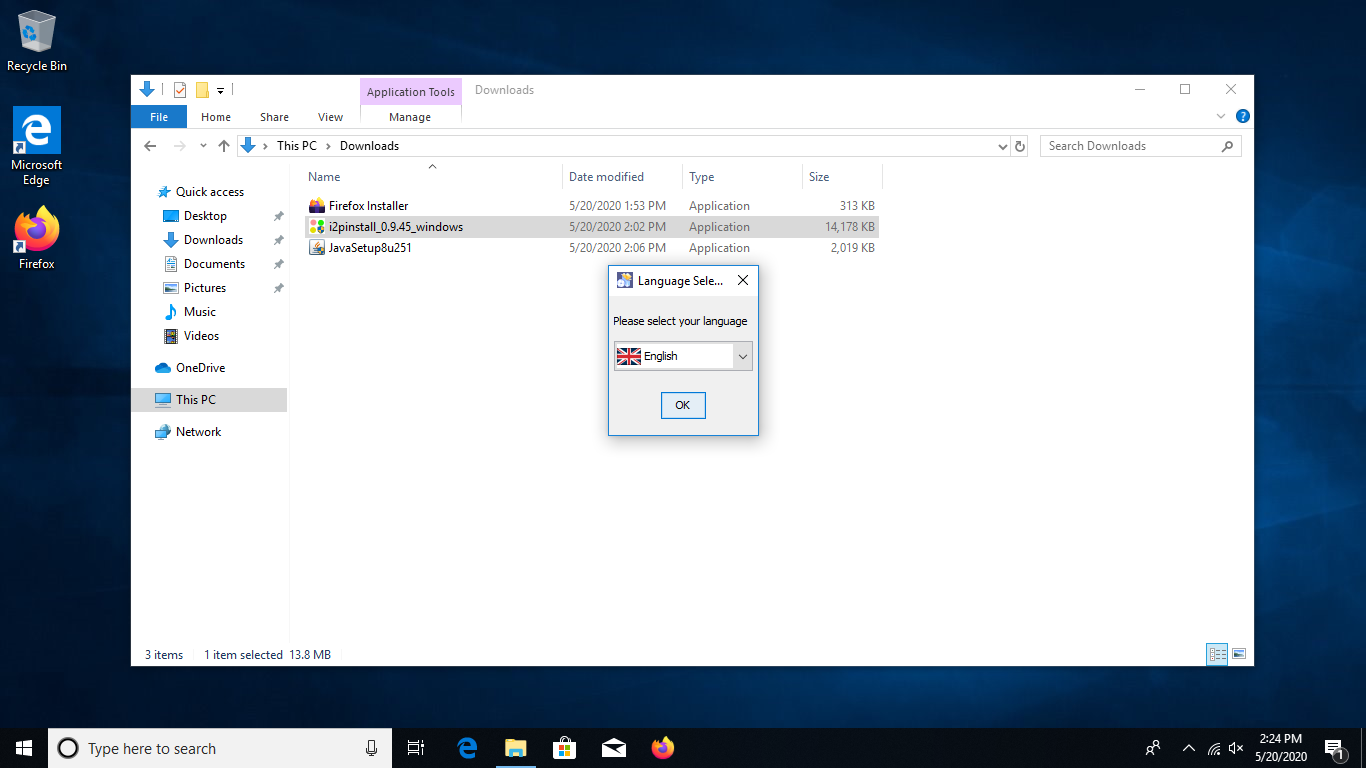 Recycle Bin
Microsoft
Edge
Firefox
Application Tools
Downloads
File
Home
Share
View
Manage
This PC
Downloads
Search Downloads
Quick access
Desktop
Downloads
Documents
Pictures
Music
Videos
OneDrive
This PC
Network
Name
Date modified
Type
Size
Firefox Installer
5/20/2020 1:53 PM
Application
313 KB
i2pinstall_0.9.45_windows
5/20/2020 2:02 PM
Application
14,178 KB
JavaSetup8u251
5/20/2020 2:06 PM
Application
2,019 KB
Language Sele...
Please select your language
English
OK
3 items
1 item selected 13.8 MB
Type here to search
2:24 PM
5/20/2020
1